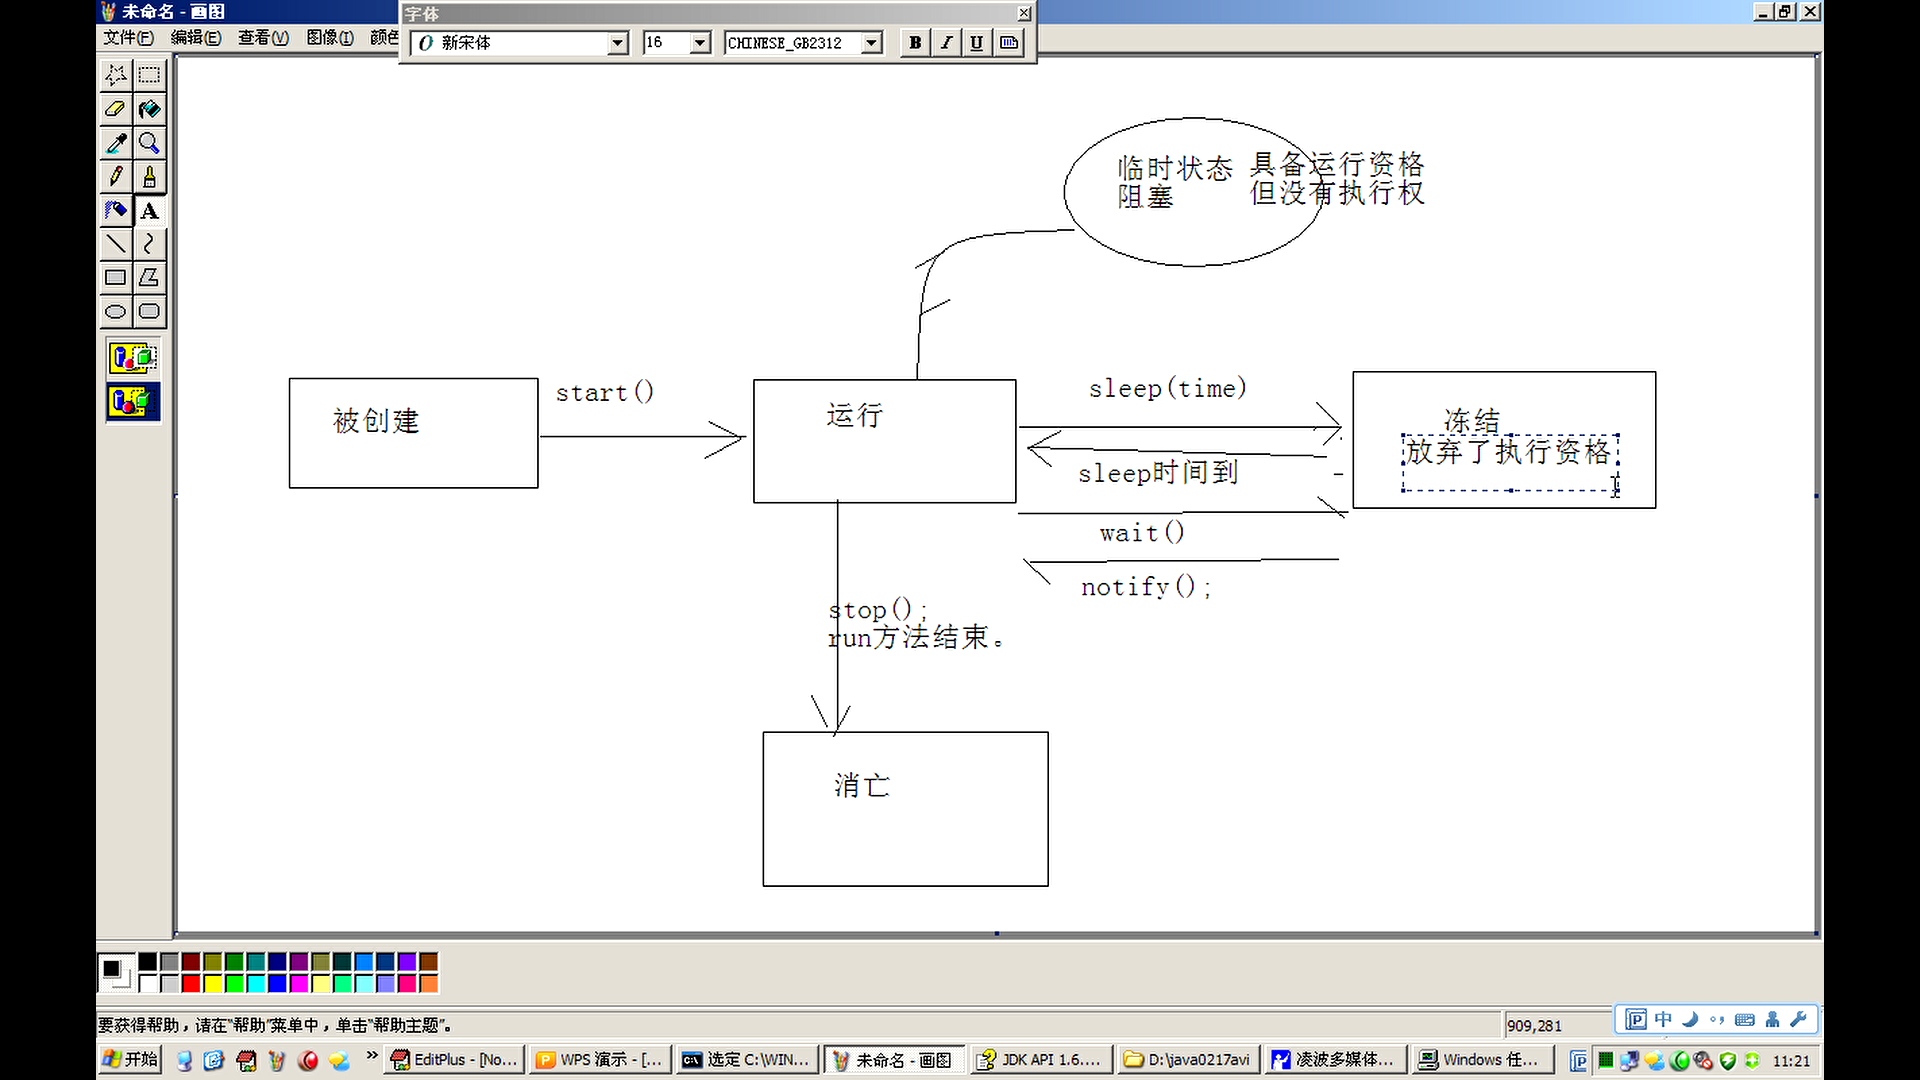 未命名 - 画图
字体
文件(F) 编辑(E) 查看(V) 图像(I) 颜色
新宋体 16 CHINESE_GB2312 B I U
A
临时状态 具备运行资格
阻塞 但没有执行权
被创建
start()
运行
sleep(time)
冻结
放弃了执行资格
sleep时间到
wait()
notify();
stop();
run方法结束。
消亡
要获得帮助，请在“帮助”菜单中，单击“帮助主题”。
909,281
中
开始
EditPlus - [No...
WPS 演示 - [...
选定 C:\WIN...
未命名 - 画图
JDK API 1.6....
D:\java0217avi
凌波多媒体...
Windows 任...
11:21